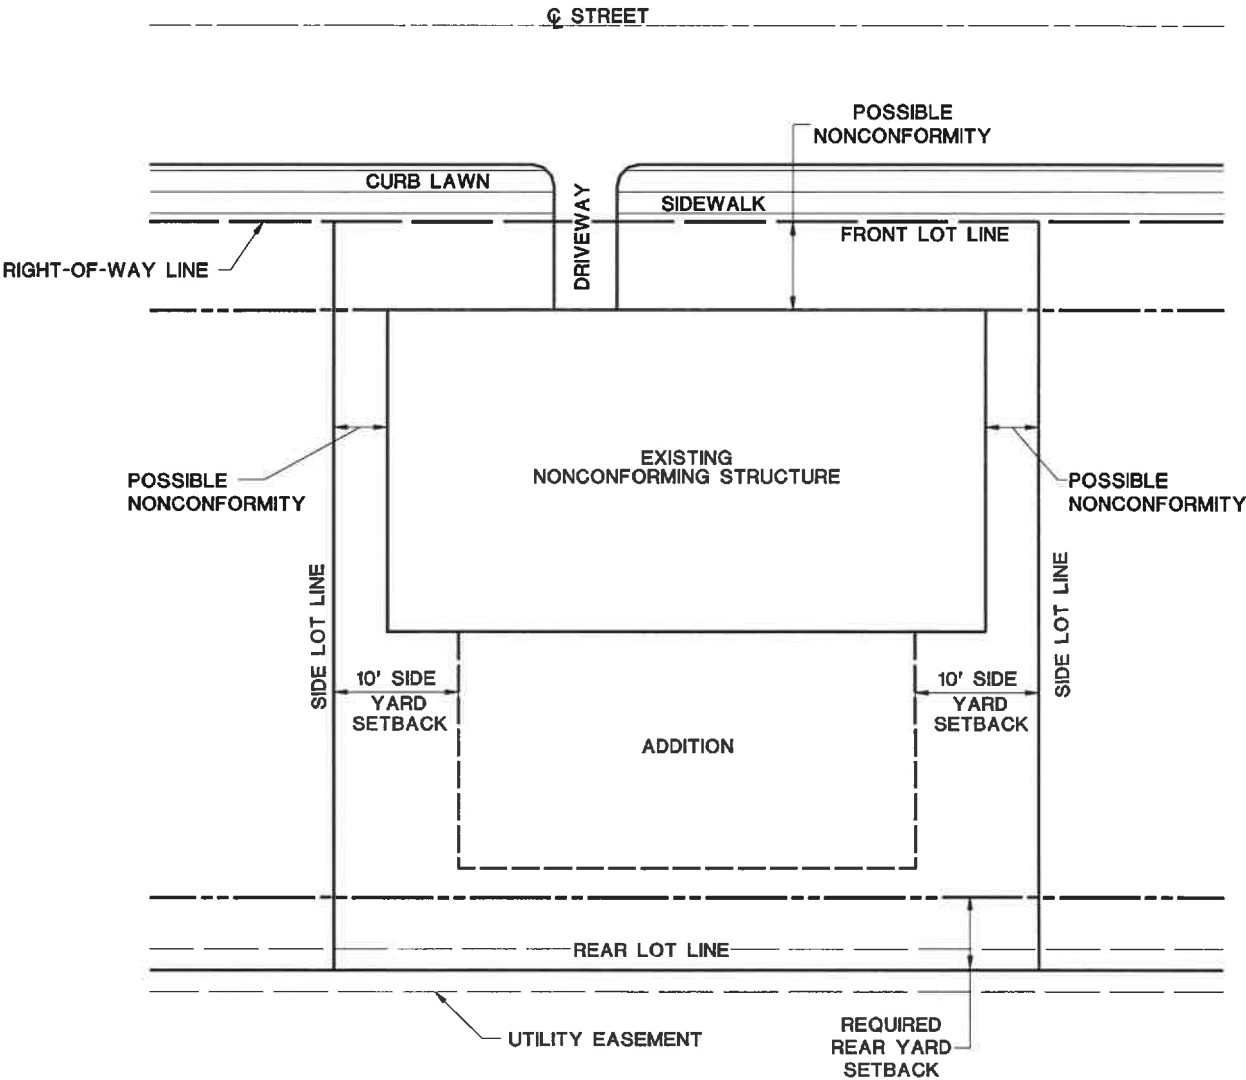 ℄ STREET
POSSIBLE
NONCONFORMITY
CURB LAWN
SIDEWALK
DRIVEWAY
FRONT LOT LINE
RIGHT-OF-WAY LINE
EXISTING
NONCONFORMING STRUCTURE
POSSIBLE
NONCONFORMITY
POSSIBLE
NONCONFORMITY
SIDE LOT LINE
SIDE LOT LINE
10' SIDE
YARD
SETBACK
10' SIDE
YARD
SETBACK
ADDITION
REAR LOT LINE
UTILITY EASEMENT
REQUIRED
REAR YARD
SETBACK